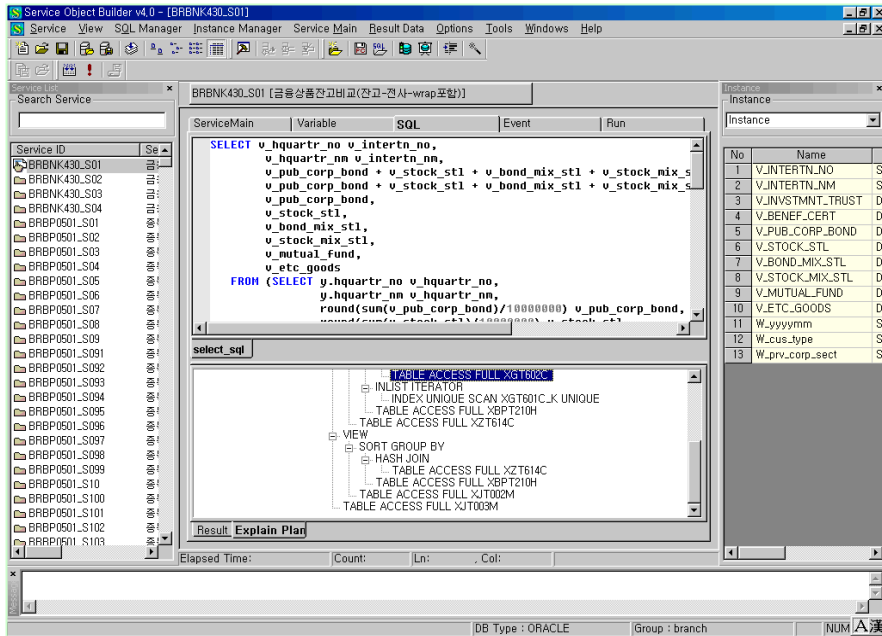 Service Object Builder v4,0 - [BRBNK430_S01]
Service View SQL Manager Instance Manager Service Main Result Data Options Tools Windows Help
Service List
Search Service
Service ID Se
BRBNK430_S01
BRBNK430_S02
BRBNK430_S03
BRBNK430_S04
BRBP0501_S01
BRBP0501_S02
BRBP0501_S03
BRBP0501_S04
BRBP0501_S05
BRBP0501_S06
BRBP0501_S07
BRBP0501_S08
BRBP0501_S09
BRBP0501_S091
BRBP0501_S092
BRBP0501_S093
BRBP0501_S094
BRBP0501_S095
BRBP0501_S096
BRBP0501_S097
BRBP0501_S098
BRBP0501_S099
BRBP0501_S10
BRBP0501_S100
BRBP0501_S101
BRBP0501_S102
BRBP0501_S103
BRBNK430_S01 [금융상품잔고비교(잔고-전사-wrap포함)]
ServiceMain Variable SQL Event Run
SELECT v_hquartr_no v_intertn_no,
v_hquartr_nm v_intertn_nm,
v_pub_corp_bond + v_stock_stl + v_bond_mix_stl + v_stock_mix_s
v_pub_corp_bond + v_stock_stl + v_bond_mix_stl + v_stock_mix_s
v_pub_corp_bond,
v_stock_stl,
v_bond_mix_stl,
v_stock_mix_stl,
v_mutual_fund,
v_etc_goods
FROM (SELECT y.hquartr_no v_hquartr_no,
y.hquartr_nm v_hquartr_nm,
round(sum(v_pub_corp_bond)/10000000) v_pub_corp_bond,
round(sum(v_stock_stl)/10000000) v_stock_stl
select_sql
TABLE ACCESS FULL XGT602C
INLIST ITERATOR
INDEX UNIQUE SCAN XGT601C_K UNIQUE
TABLE ACCESS FULL XBPT210H
TABLE ACCESS FULL XZT614C
VIEW
SORT GROUP BY
HASH JOIN
TABLE ACCESS FULL XZT614C
TABLE ACCESS FULL XBPT210H
TABLE ACCESS FULL XJT002M
TABLE ACCESS FULL XJT003M
Result Explain Plan
Elapsed Time: Count: Ln: , Col:
Instance
Instance
Instance
No Name
1 V_INTERTN_NO S
2 V_INTERTN_NM S
3 V_INVSTMNT_TRUST D
4 V_BENEF_CERT D
5 V_PUB_CORP_BOND D
6 V_STOCK_STL D
7 V_BOND_MIX_STL D
8 V_STOCK_MIX_STL D
9 V_MUTUAL_FUND D
10 V_ETC_GOODS D
11 W_yyyymm S
12 W_cus_type S
13 W_prv_corp_sect S
DB Type : ORACLE Group : branch NUM A漢